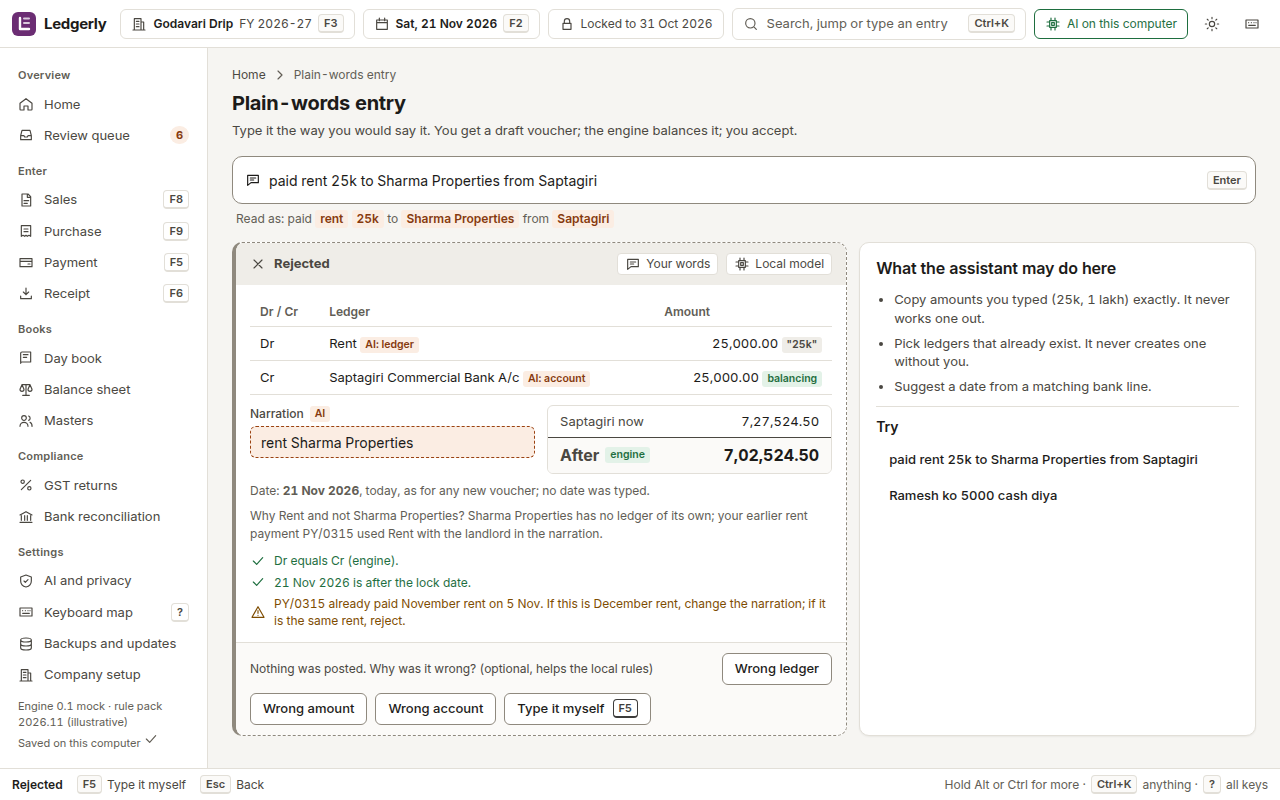 Ledgerly
Godavari Drip FY 2026-27 F3
Sat, 21 Nov 2026 F2
Locked to 31 Oct 2026
Search, jump or type an entry Ctrl+K
AI on this computer
Overview
Home
Review queue 6
Enter
Sales F8
Purchase F9
Payment F5
Receipt F6
Books
Day book
Balance sheet
Masters
Compliance
GST returns
Bank reconciliation
Settings
AI and privacy
Keyboard map ?
Backups and updates
Company setup
Engine 0.1 mock · rule pack
2026.11 (illustrative)
Saved on this computer
Home Plain-words entry
Plain-words entry
Type it the way you would say it. You get a draft voucher; the engine balances it; you accept.
paid rent 25k to Sharma Properties from Saptagiri Enter
Read as: paid rent 25k to Sharma Properties from Saptagiri
Rejected Your words Local model
Dr / Cr Ledger Amount
Dr Rent AI: ledger 25,000.00 "25k"
Cr Saptagiri Commercial Bank A/c AI: account 25,000.00 balancing
Narration AI
rent Sharma Properties
Saptagiri now 7,27,524.50
After engine 7,02,524.50
Date: 21 Nov 2026, today, as for any new voucher; no date was typed.
Why Rent and not Sharma Properties? Sharma Properties has no ledger of its own; your earlier rent
payment PY/0315 used Rent with the landlord in the narration.
Dr equals Cr (engine).
21 Nov 2026 is after the lock date.
PY/0315 already paid November rent on 5 Nov. If this is December rent, change the narration; if it
is the same rent, reject.
Nothing was posted. Why was it wrong? (optional, helps the local rules) Wrong ledger
Wrong amount Wrong account Type it myself F5
What the assistant may do here
• Copy amounts you typed (25k, 1 lakh) exactly. It never
works one out.
• Pick ledgers that already exist. It never creates one
without you.
• Suggest a date from a matching bank line.
Try
paid rent 25k to Sharma Properties from Saptagiri
Ramesh ko 5000 cash diya
Rejected F5 Type it myself Esc Back
Hold Alt or Ctrl for more · Ctrl+K anything · ? all keys